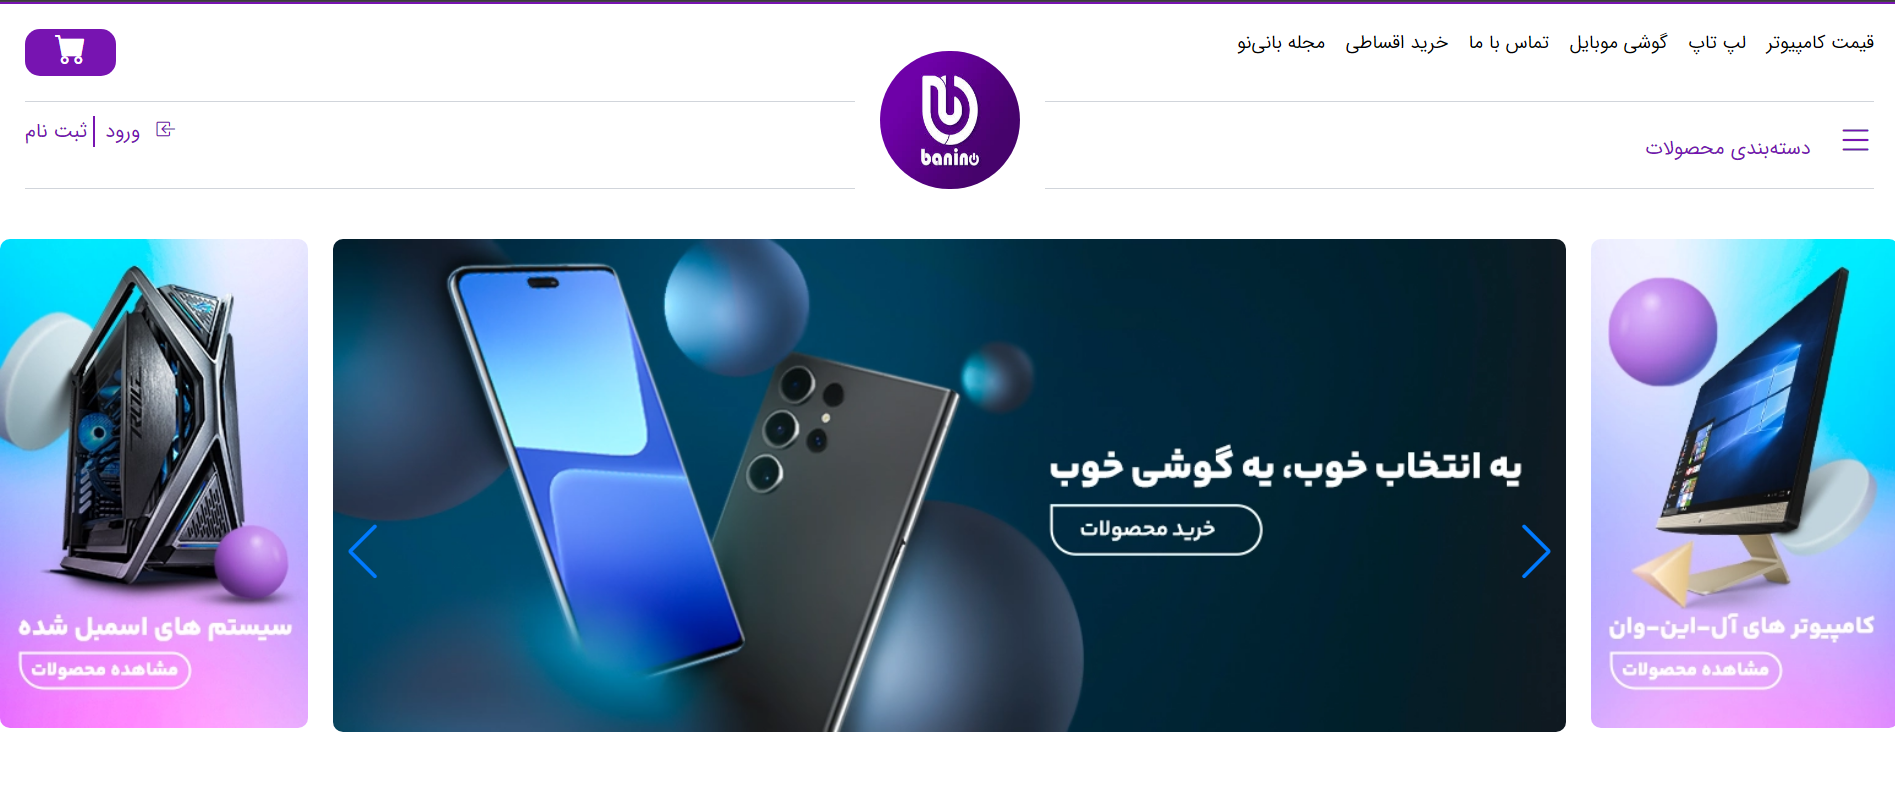 قیمت کامپیوتر لپ تاپ گوشی موبایل تماس با ما خرید اقساطی مجله بانی‌نو
banino
دسته‌بندی محصولات
ورود | ثبت نام
کامپیوتر های آل-این-وان
مشاهده محصولات
یه انتخاب خوب، یه گوشی خوب
خرید محصولات
ROG
سیستم های اسمبل شده
مشاهده محصولات